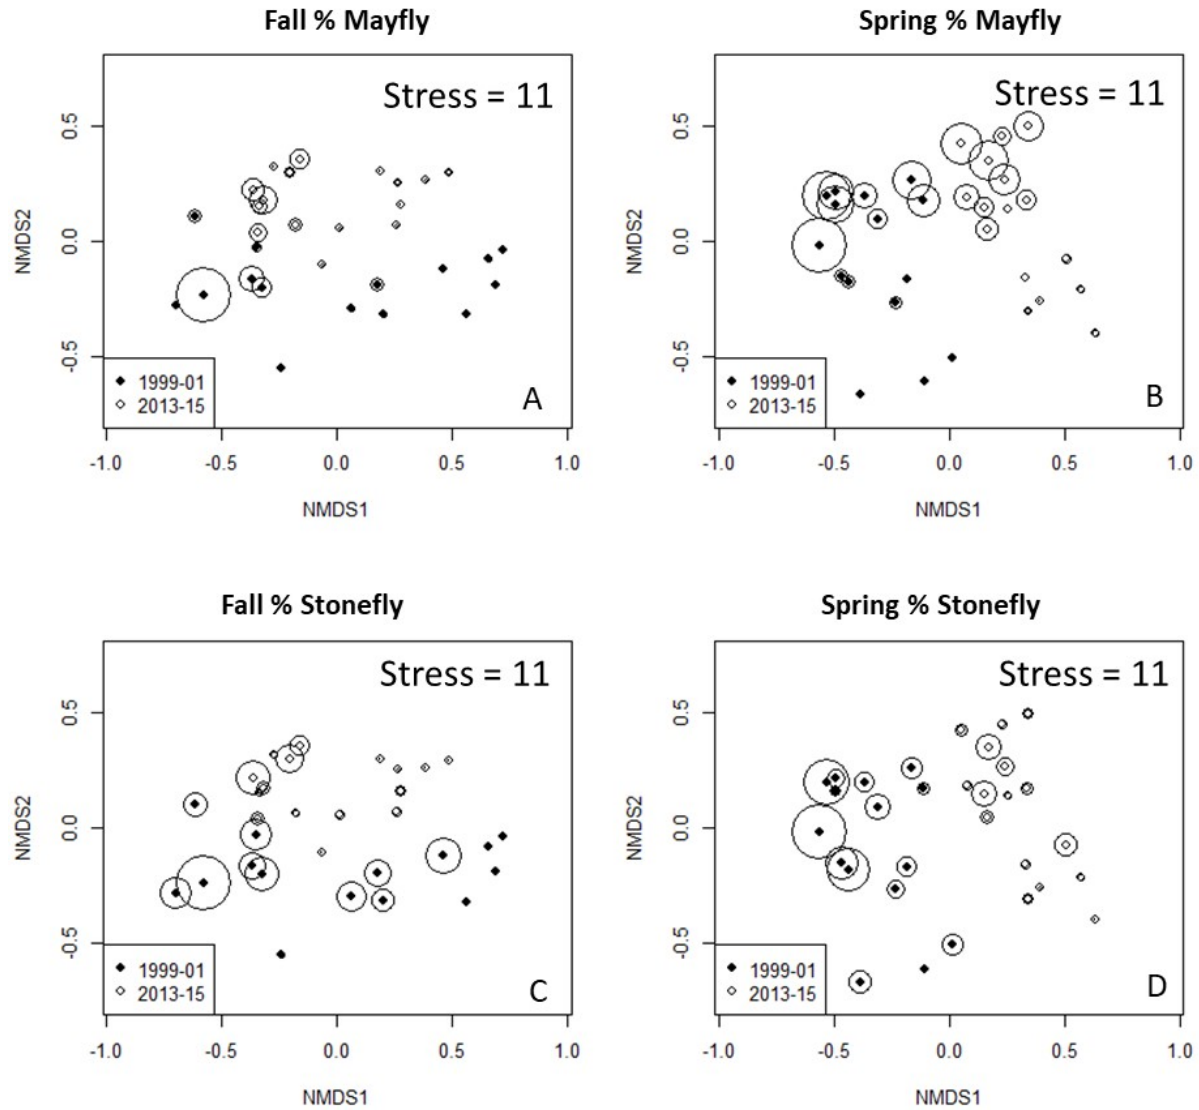 Fall % Mayfly
Stress = 11
0.5
0.0
-0.5
NMDS2
1999-01
2013-15
A
-1.0 -0.5 0.0 0.5 1.0
NMDS1
Spring % Mayfly
Stress = 11
0.5
0.0
-0.5
NMDS2
1999-01
2013-15
B
-1.0 -0.5 0.0 0.5 1.0
NMDS1
Fall % Stonefly
Stress = 11
0.5
0.0
-0.5
NMDS2
1999-01
2013-15
C
-1.0 -0.5 0.0 0.5 1.0
NMDS1
Spring % Stonefly
Stress = 11
0.5
0.0
-0.5
NMDS2
1999-01
2013-15
D
-1.0 -0.5 0.0 0.5 1.0
NMDS1